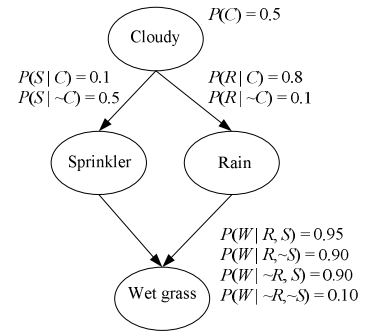 P(C) = 0.5
Cloudy
P(S | C) = 0.1
P(S | ~C) = 0.5
P(R | C) = 0.8
P(R | ~C) = 0.1
Sprinkler
Rain
P(W | R, S) = 0.95
P(W | R,~S) = 0.90
P(W | ~R, S) = 0.90
P(W | ~R,~S) = 0.10
Wet grass